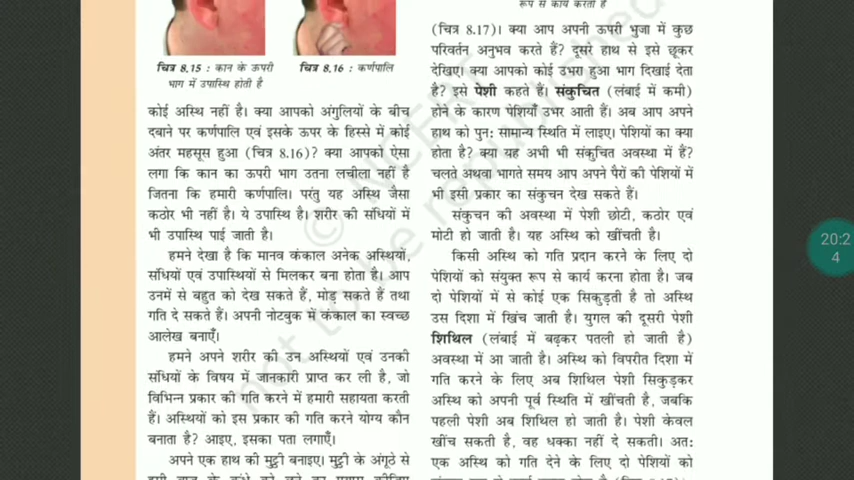 चित्र 8.15 : कान के ऊपरी
भाग में उपास्थि होती है
चित्र 8.16 : कर्णपालि
कोई अस्थि नहीं है। क्या आपको अंगुलियों के बीच
दबाने पर कर्णपालि एवं इसके ऊपर के हिस्से में कोई
अंतर महसूस हुआ (चित्र 8.16)? क्या आपको ऐसा
लगा कि कान का ऊपरी भाग उतना लचीला नहीं है
जितना कि हमारी कर्णपालि। परंतु यह अस्थि जैसा
कठोर भी नहीं है। ये उपास्थि है। शरीर की संधियों में
भी उपास्थि पाई जाती है।
हमने देखा है कि मानव कंकाल अनेक अस्थियों,
संधियों एवं उपास्थियों से मिलकर बना होता है। आप
उनमें से बहुत को देख सकते हैं, मोड़ सकते हैं तथा
गति दे सकते हैं। अपनी नोटबुक में कंकाल का स्वच्छ
आलेख बनाएँ।
हमने अपने शरीर की उन अस्थियों एवं उनकी
संधियों के विषय में जानकारी प्राप्त कर ली है, जो
विभिन्न प्रकार की गति करने में हमारी सहायता करती
हैं। अस्थियों को इस प्रकार की गति करने योग्य कौन
बनाता है? आइए, इसका पता लगाएँ।
अपने एक हाथ की मुट्ठी बनाइए। मुट्ठी के अंगूठे से
रूप से कार्य करती है
(चित्र 8.17)। क्या आप अपनी ऊपरी भुजा में कुछ
परिवर्तन अनुभव करते हैं? दूसरे हाथ से इसे छूकर
देखिए। क्या आपको कोई उभरा हुआ भाग दिखाई देता
है? इसे पेशी कहते हैं। संकुचित (लंबाई में कमी)
होने के कारण पेशियाँ उभर आती हैं। अब आप अपने
हाथ को पुन: सामान्य स्थिति में लाइए। पेशियों का क्या
होता है? क्या यह अभी भी संकुचित अवस्था में हैं?
चलते अथवा भागते समय आप अपने पैरों की पेशियों में
भी इसी प्रकार का संकुचन देख सकते हैं।
संकुचन की अवस्था में पेशी छोटी, कठोर एवं
मोटी हो जाती है। यह अस्थि को खींचती है।
किसी अस्थि को गति प्रदान करने के लिए दो
पेशियों को संयुक्त रूप से कार्य करना होता है। जब
दो पेशियों में से कोई एक सिकुड़ती है तो अस्थि
उस दिशा में खिंच जाती है। युगल की दूसरी पेशी
शिथिल (लंबाई में बढ़कर पतली हो जाती है)
अवस्था में आ जाती है। अस्थि को विपरीत दिशा में
गति करने के लिए अब शिथिल पेशी सिकुड़कर
अस्थि को अपनी पूर्व स्थिति में खींचती है, जबकि
पहली पेशी अब शिथिल हो जाती है। पेशी केवल
खींच सकती है, वह धक्का नहीं दे सकती। अत:
एक अस्थि को गति देने के लिए दो पेशियों को
20:2
4